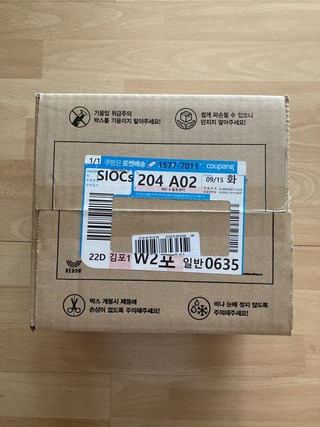 기울임 취급주의
박스를 기울이지 말아주세요!
쉽게 파손될 수 있으니
던지지 말아주세요!
1/1
쿠팡은 로켓배송 1577-7011 coupang
SIOCs
204 A02
09/15 화
REBOW
22D 김포1 W2포 일반0635
박스 개봉시 제품에
손상이 없도록 주의해주세요!
비나 눈에 젖지 않도록
주의해주세요!